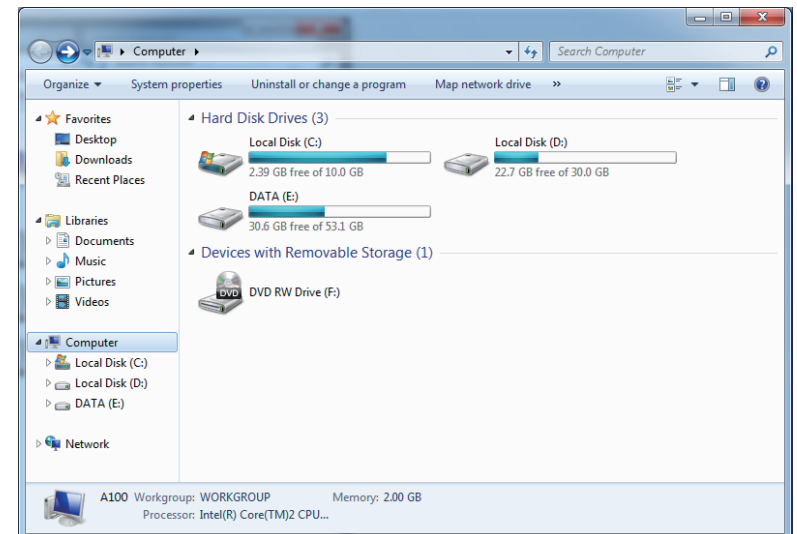 Computer
Search Computer
Organize
System properties
Uninstall or change a program
Map network drive
»
Favorites
Desktop
Downloads
Recent Places
Libraries
Documents
Music
Pictures
Videos
Computer
Local Disk (C:)
Local Disk (D:)
DATA (E:)
Network
Hard Disk Drives (3)
Local Disk (C:)
2.39 GB free of 10.0 GB
Local Disk (D:)
22.7 GB free of 30.0 GB
DATA (E:)
30.6 GB free of 53.1 GB
Devices with Removable Storage (1)
DVD
DVD RW Drive (F:)
A100 Workgroup: WORKGROUP Memory: 2.00 GB
Processor: Intel(R) Core(TM)2 CPU...